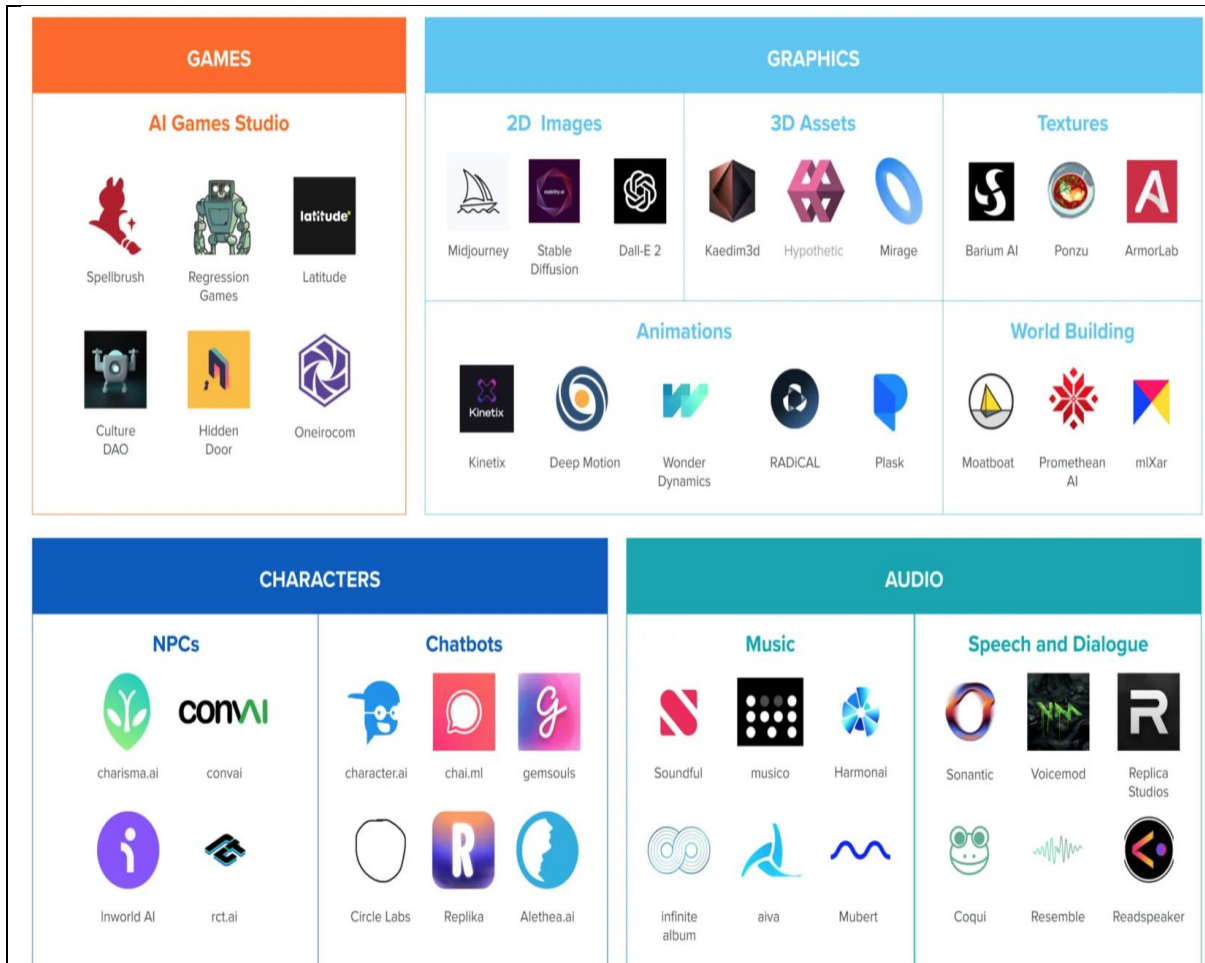 GAMES
AI Games Studio
Spellbrush
Regression
Games
latitude
Latitude
Culture
DAO
Hidden
Door
Oneirocom
GRAPHICS
2D Images
Midjourney
stability.ai
Stable
Diffusion
Dall-E 2
3D Assets
Kaedim3d
Hypothetic
Mirage
Textures
Barium AI
Ponzu
ArmorLab
Animations
Kinetix
Kinetix
Deep Motion
Wonder
Dynamics
RADiCAL
Plask
World Building
Moatboat
Promethean
AI
mlXar
CHARACTERS
NPCs
charisma.ai
convAI
convai
Inworld AI
rct.ai
Chatbots
character.ai
chai.ml
gemsouls
Circle Labs
R
Replika
Alethea.ai
AUDIO
Music
Soundful
musico
Harmonai
infinite
album
aiva
Mubert
Speech and Dialogue
Sonantic
Voicemod
R
Replica
Studios
Coqui
Resemble
Readspeaker